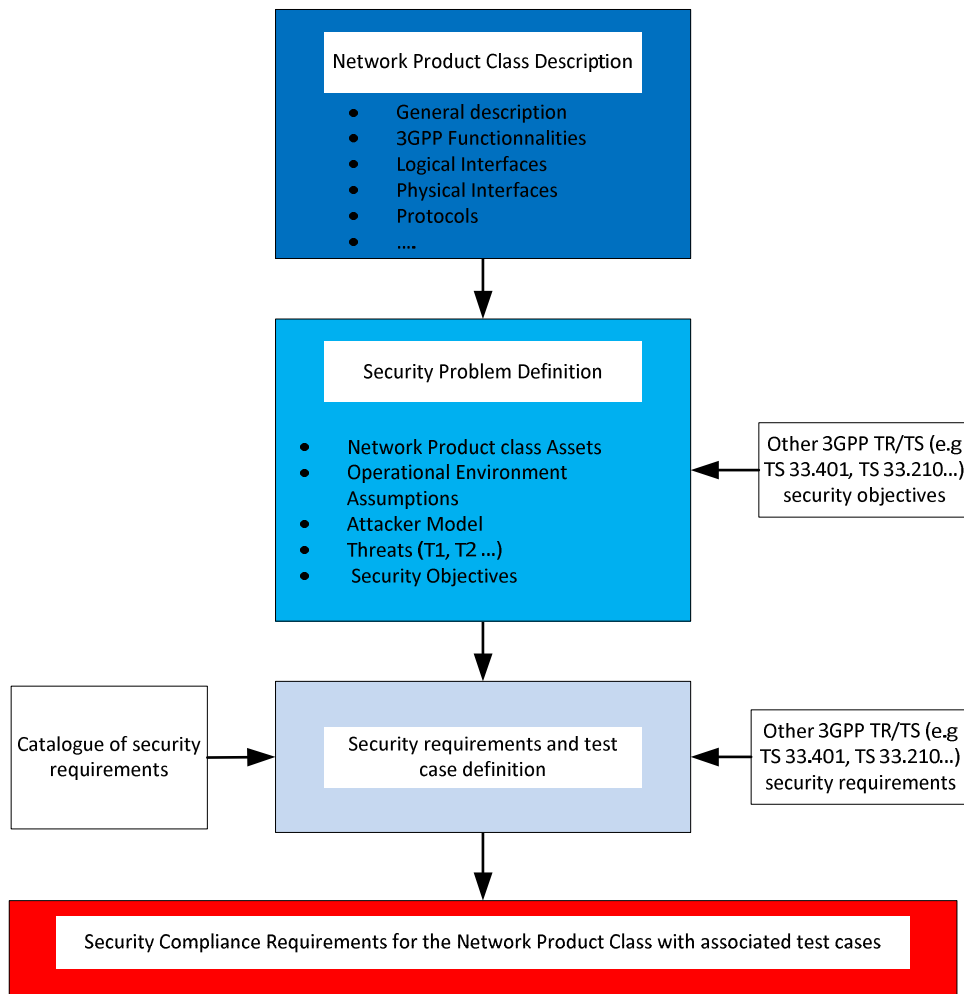 Network Product Class Description
● General description
● 3GPP Functionnalities
● Logical Interfaces
● Physical Interfaces
● Protocols
● ....
Security Problem Definition
● Network Product class Assets
● Operational Environment
Assumptions
● Attacker Model
● Threats (T1, T2 ...)
● Security Objectives
Other 3GPP TR/TS (e.g
TS 33.401, TS 33.210...)
security objectives
Catalogue of security
requirements
Security requirements and test
case definition
Other 3GPP TR/TS (e.g
TS 33.401, TS 33.210...)
security requirements
Security Compliance Requirements for the Network Product Class with associated test cases